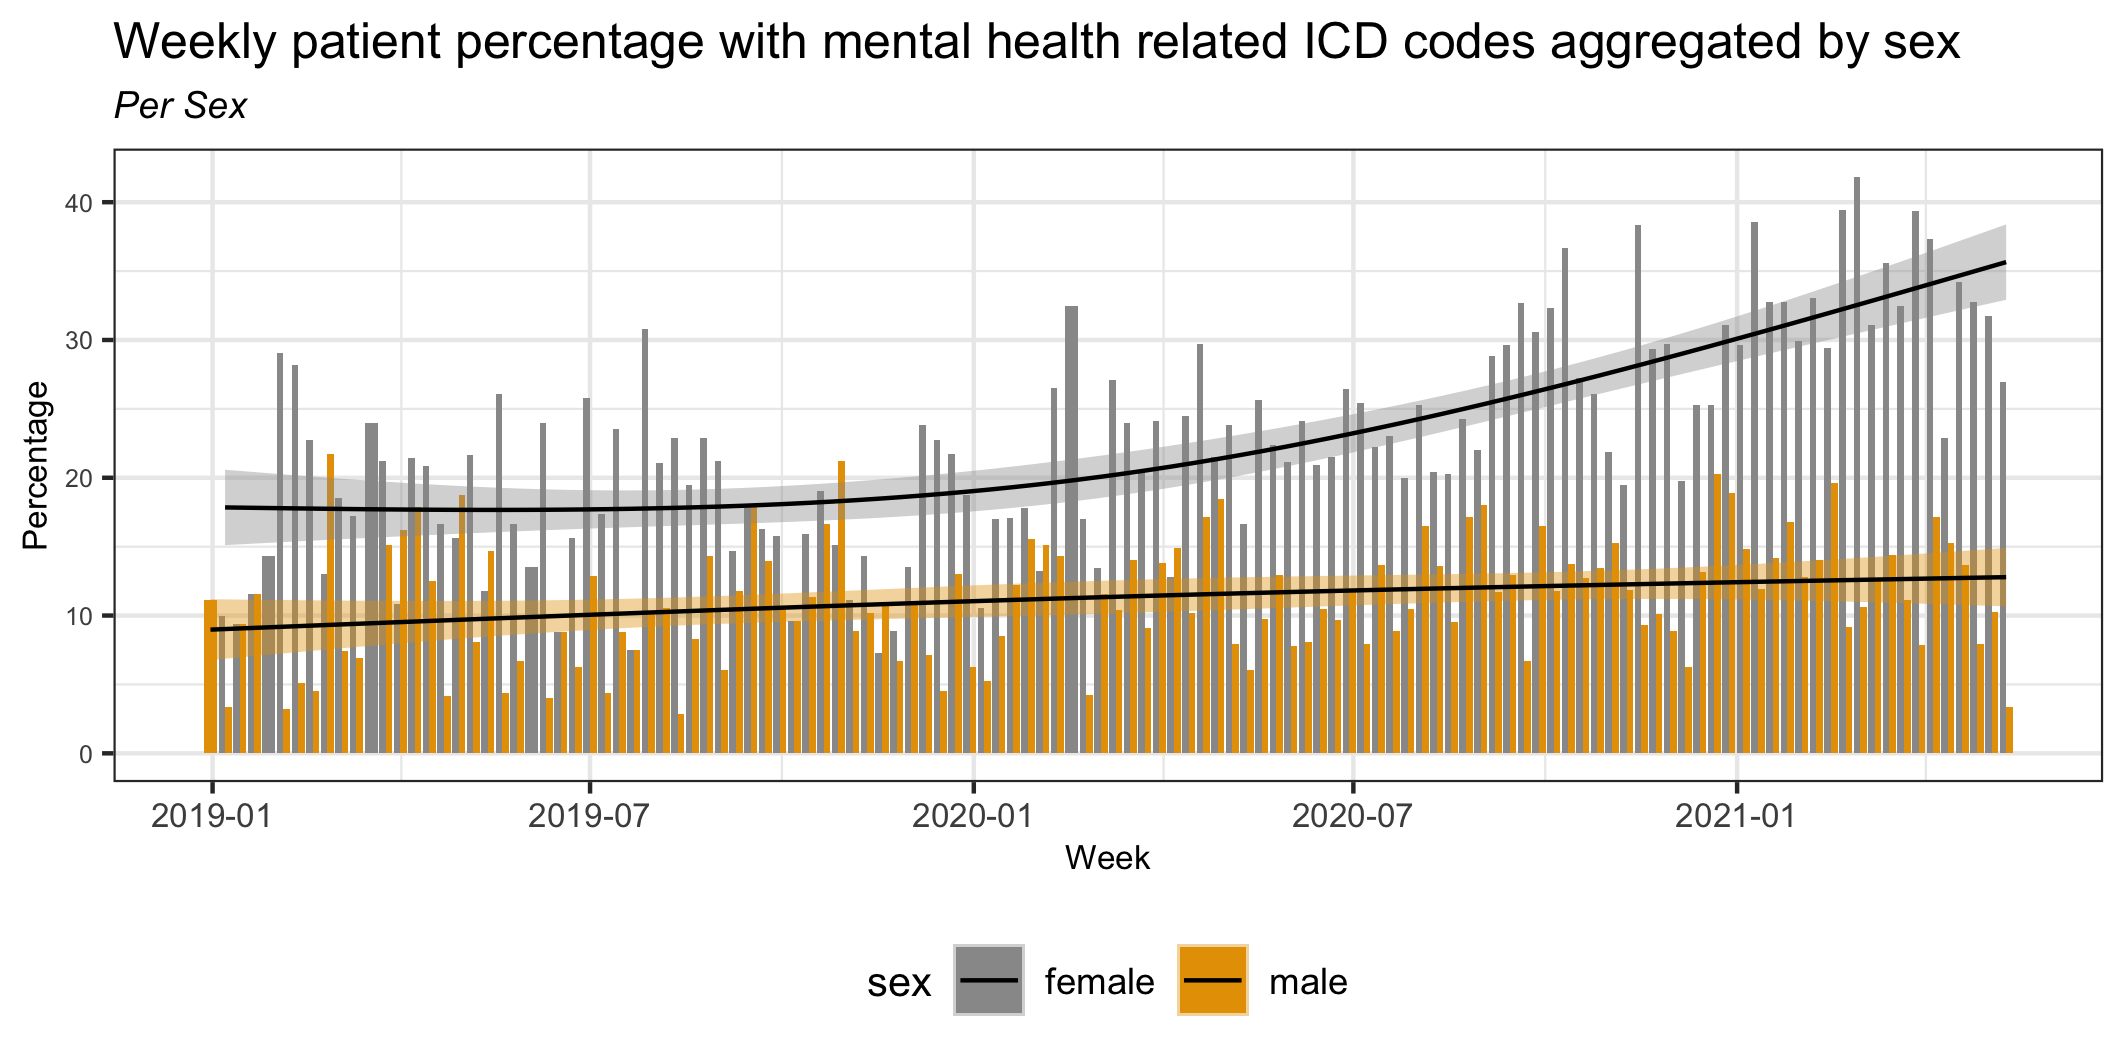 Weekly patient percentage with mental health related ICD codes aggregated by sex
Per Sex
40
30
20
10
0
Percentage
2019-01 2019-07 2020-01 2020-07 2021-01
Week
sex female male